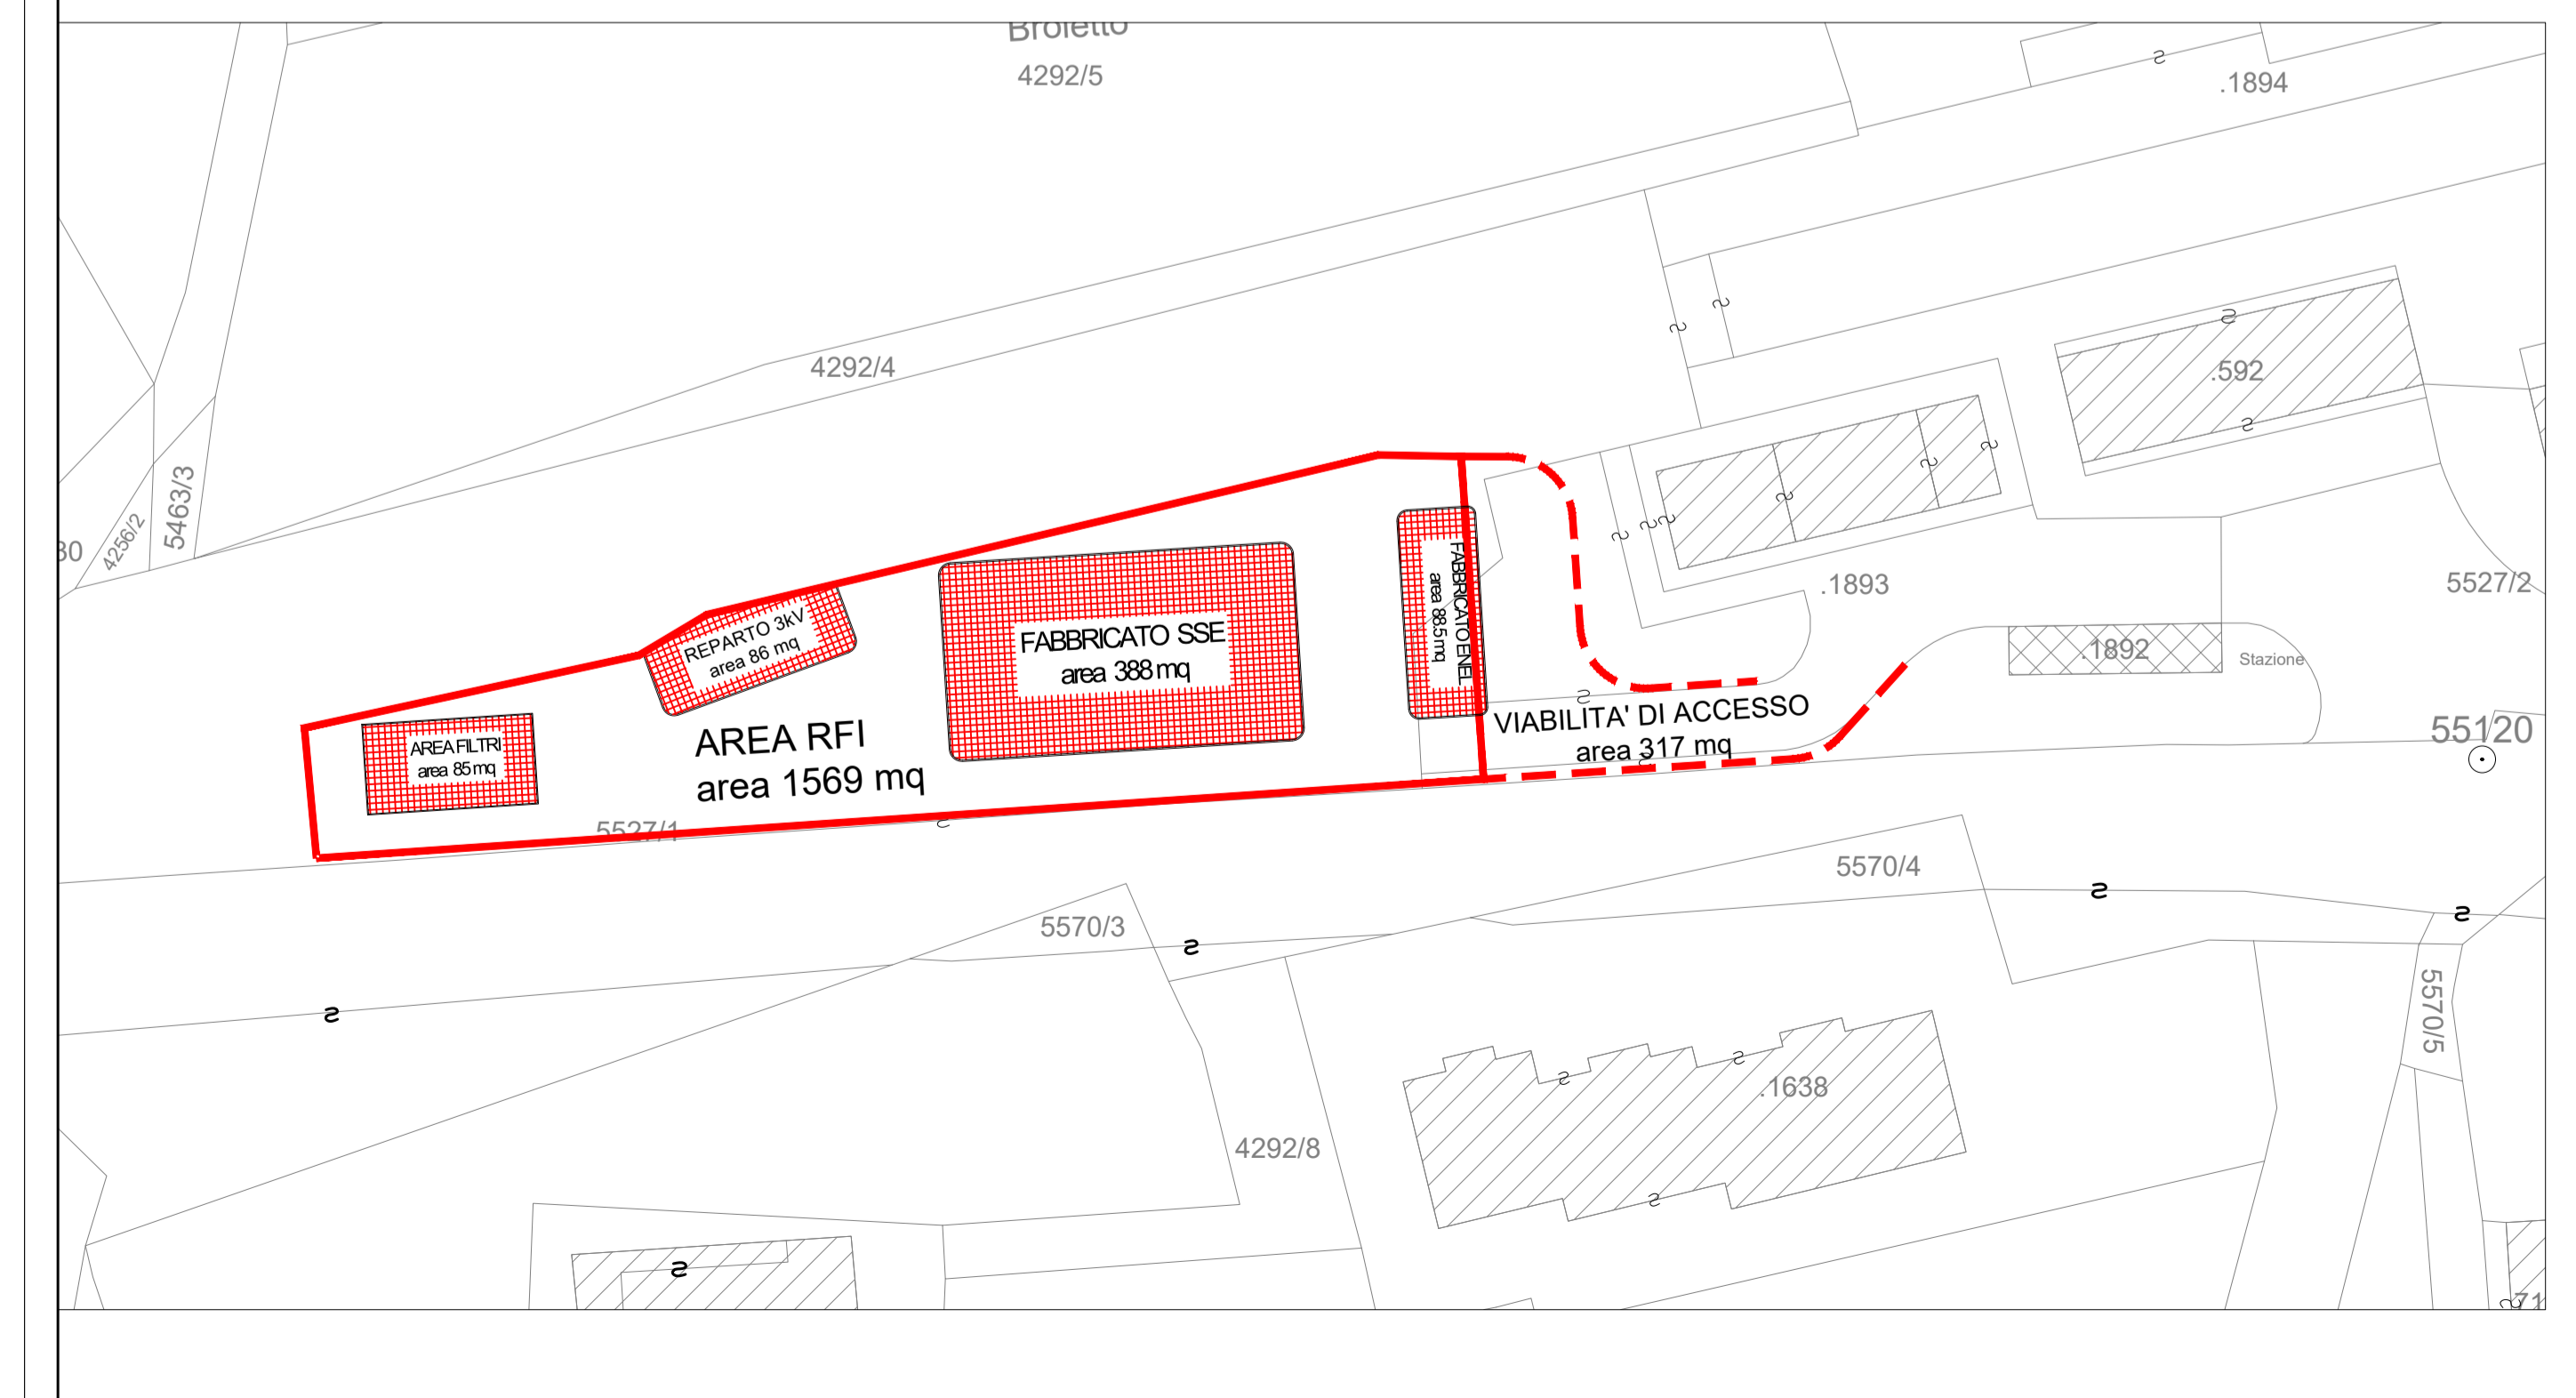 Broletto
4292/5
.1894
4292/4
.592
5463/3
4256/2
30
.1893
5527/2
.1892
Stazione
55120
FABBRICATO ENEL
area 88.5 mq
REPARTO 3kV
area 86 mq
FABBRICATO SSE
area 388 mq
AREA FILTRI
area 85 mq
AREA RFI
area 1569 mq
VIABILITA' DI ACCESSO
area 317 mq
5527/1
5570/4
5570/3
5570/5
.1638
4292/8
71